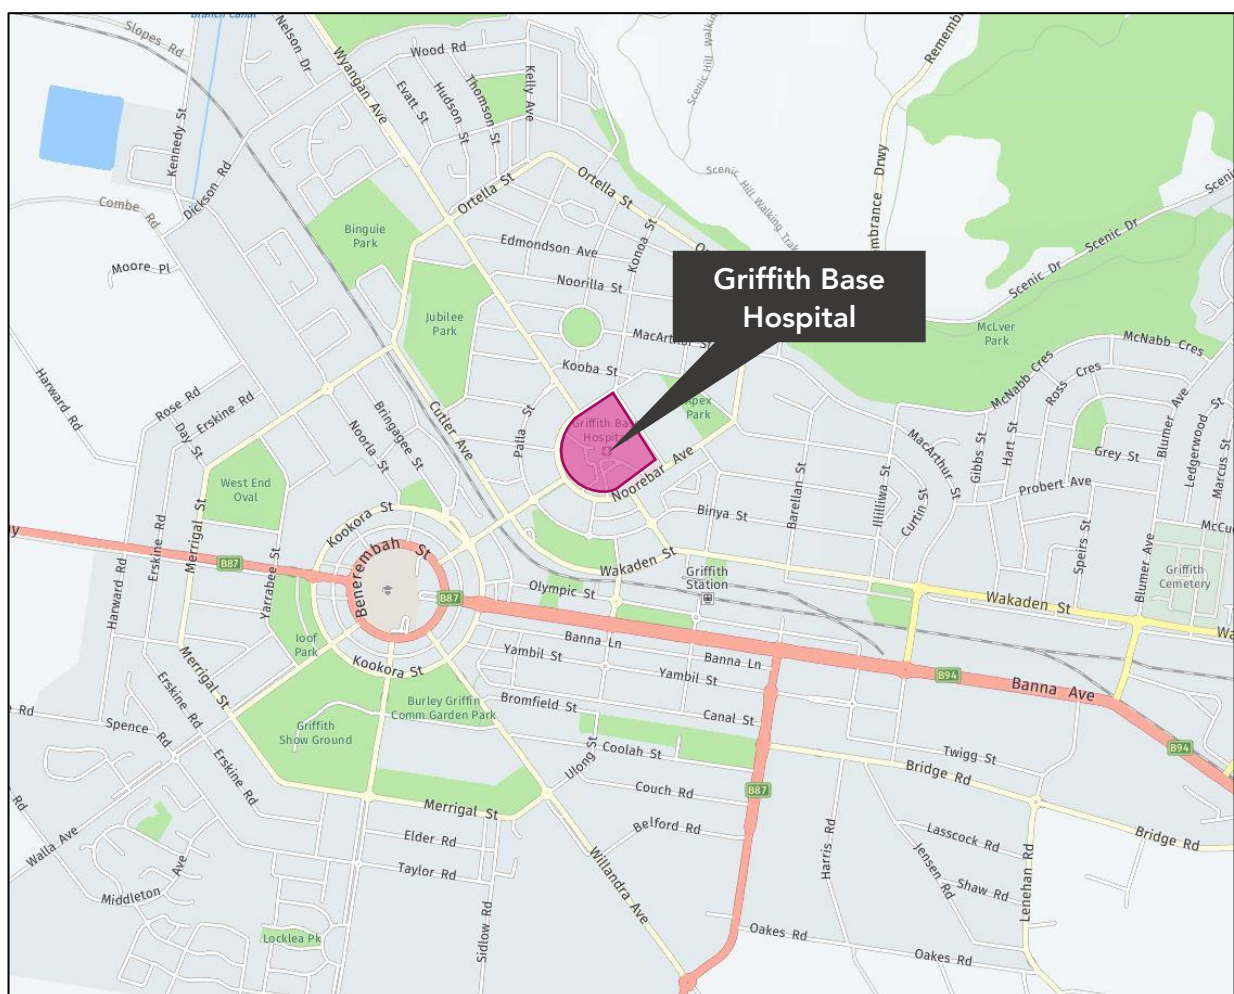 Branch Canal
Slopes Rd
Nelson Dr
Wyangan Ave
Wood Rd
Kelly Ave
Thomson St
Hudson St
Evatt St
Scenic Hill Walking
Kennedy St
Dickson Rd
Combe Rd
Moore Pl
Ortella St
Ortella St
Scenic Hill Walking Trak
Scenic Dr
Scenic Dr
Binguie
Park
Edmondson Ave
Konoa St
Noorilla St
Griffith Base
Hospital
Jubilee
Park
MacArthur St
McLver
Park
McNabb Cres
McNabb Cres
Ross Cres
Kooba St
Harward Rd
Rose Rd
Erskine Rd
Day St
Cutler Ave
Bringagee St
Noorla St
Palla St
Griffith Base
Hospital
Apex
Park
Noorebar Ave
MacArthur St
Gibbs St
Hart St
Grey St
Blumer Ave
Ledgerwood St
Marcus St
Probert Ave
West End
Oval
Barellan St
Illilliwa St
Curtin St
Binya St
Speirs St
Blumer Ave
Griffith
Cemetery
Kookora St
Merrigal St
Erskine Rd
Harward Rd
B87
Yarrabee St
Benerembah St
B87
Wakaden St
Olympic St
Griffith
Station
Wakaden St
Ioof
Park
Kookora St
Banna Ln
Banna Ln
Yambil St
Yambil St
B94
Banna Ave
B94
Merrigal St
Erskine Rd
Spence Rd
Griffith
Show Ground
Burley Griffin
Comm Garden Park
Bromfield St
Canal St
Coolah St
Ulong St
Twigg St
Bridge Rd
Bridge Rd
Erskine Rd
Couch Rd
B87
Merrigal St
Belford Rd
Elder Rd
Taylor Rd
Walla Ave
Middleton Ave
Willandra Ave
Harris Rd
Lasscock Rd
Jensen Rd
Shaw Rd
Lenehan Rd
Locklea Pk
Sidlow Rd
Oakes Rd
Oakes Rd